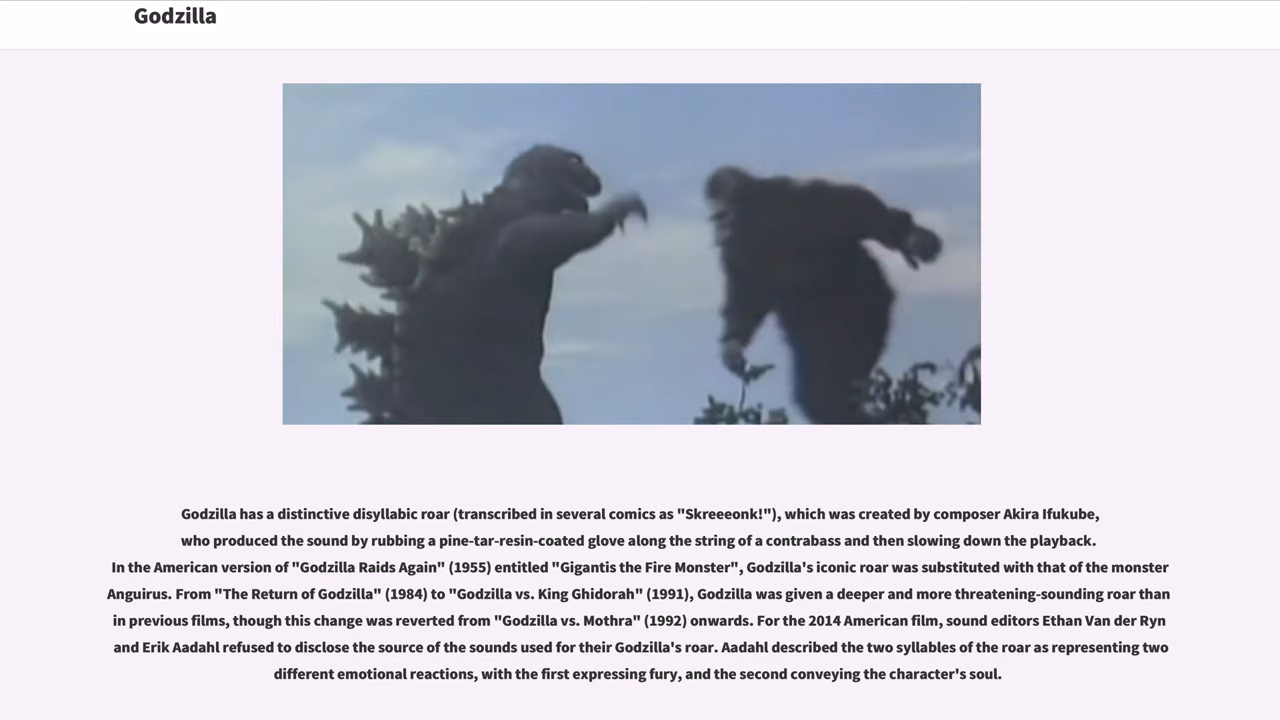 Godzilla
Godzilla has a distinctive disyllabic roar (transcribed in several comics as "Skreeeonk!"), which was created by composer Akira Ifukube,
who produced the sound by rubbing a pine-tar-resin-coated glove along the string of a contrabass and then slowing down the playback.
In the American version of "Godzilla Raids Again" (1955) entitled "Gigantis the Fire Monster", Godzilla's iconic roar was substituted with that of the monster
Anguirus. From "The Return of Godzilla" (1984) to "Godzilla vs. King Ghidorah" (1991), Godzilla was given a deeper and more threatening-sounding roar than
in previous films, though this change was reverted from "Godzilla vs. Mothra" (1992) onwards. For the 2014 American film, sound editors Ethan Van der Ryn
and Erik Aadahl refused to disclose the source of the sounds used for their Godzilla's roar. Aadahl described the two syllables of the roar as representing two
different emotional reactions, with the first expressing fury, and the second conveying the character's soul.